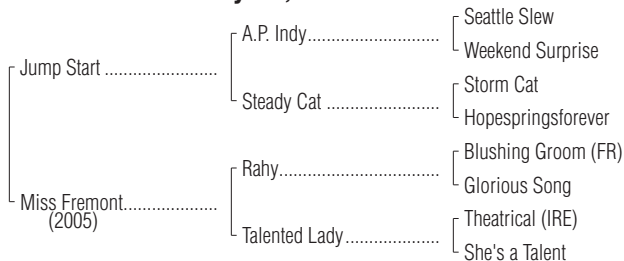 Seattle Slew
A.P. Indy..............................
Weekend Surprise
Jump Start ........................
Storm Cat
Steady Cat ........................
Hopespringsforever
Blushing Groom (FR)
Rahy..................................
Glorious Song
Miss Fremont....................
(2005)
Theatrical (IRE)
Talented Lady....................
She's a Talent